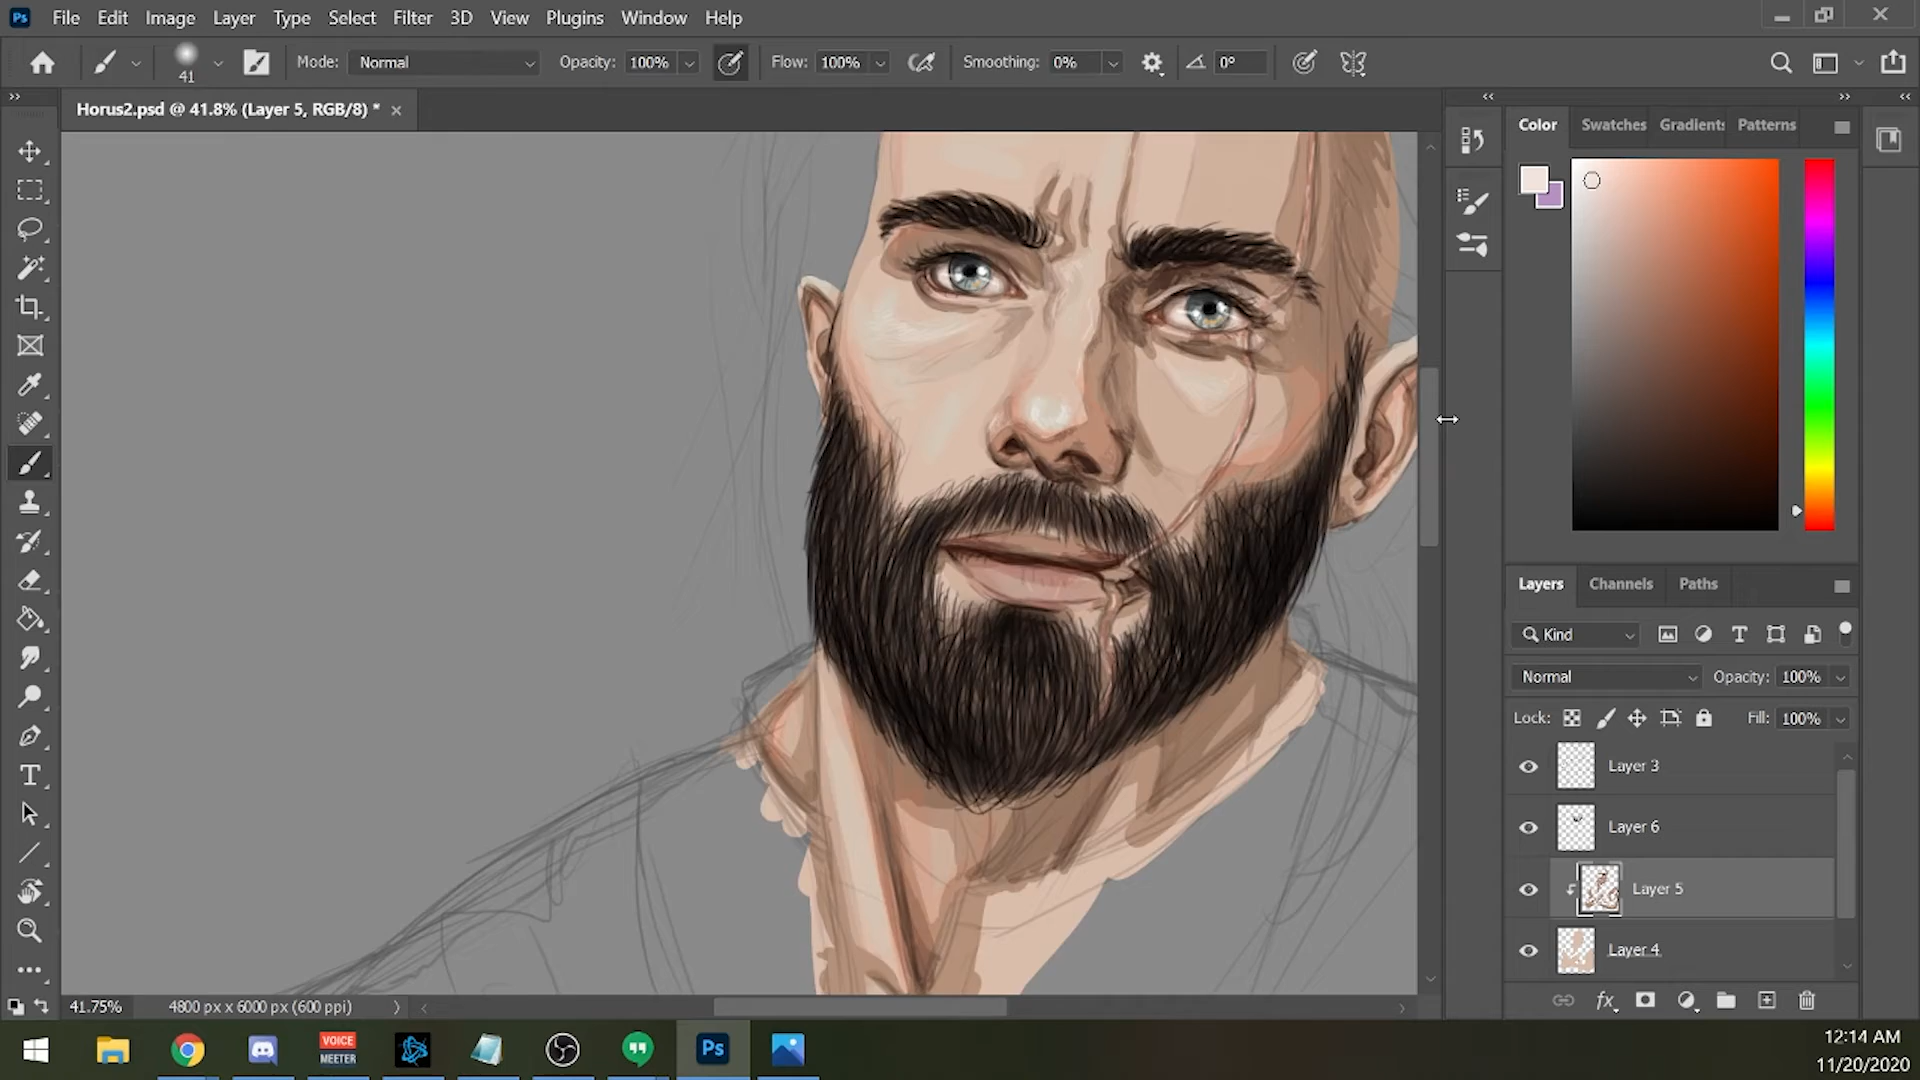 Ps File Edit Image Layer Type Select Filter 3D View Plugins Window Help
41 Mode: Normal Opacity: 100% Flow: 100% Smoothing: 0% 0°
Horus2.psd @ 41.8% (Layer 5, RGB/8) *
Color Swatches Gradients Patterns
Layers Channels Paths
Kind
Normal Opacity: 100%
Lock: Fill: 100%
Layer 3
Layer 6
Layer 5
Layer 4
41.75% 4800 px x 6000 px (600 ppi)
VOICE
MEETER
Ps
12:14 AM
11/20/2020